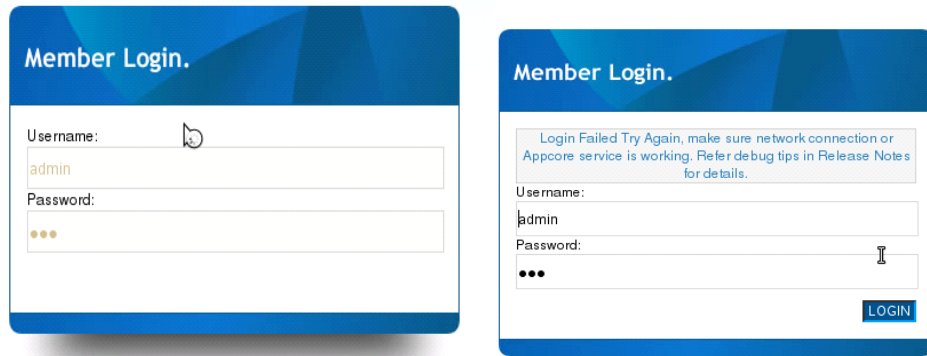 Member Login.
Username:
admin
Password:
●●●
Member Login.
Login Failed Try Again, make sure network connection or
Appcore service is working. Refer debug tips in Release Notes
for details.
Username:
admin
Password:
●●●
LOGIN